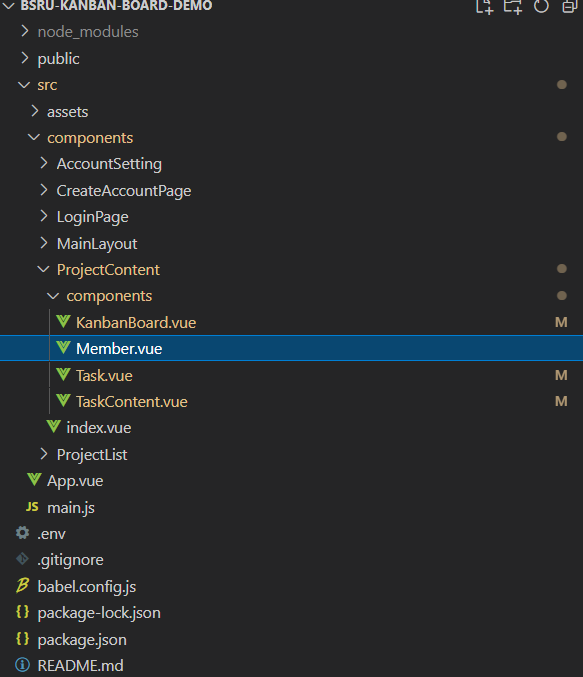 BSRU-KANBAN-BOARD-DEMO
node_modules
public
src
assets
components
AccountSetting
CreateAccountPage
LoginPage
MainLayout
ProjectContent
components
KanbanBoard.vue M
Member.vue
Task.vue M
TaskContent.vue M
index.vue
ProjectList
App.vue
JS main.js
.env
.gitignore
babel.config.js
package-lock.json
package.json
README.md